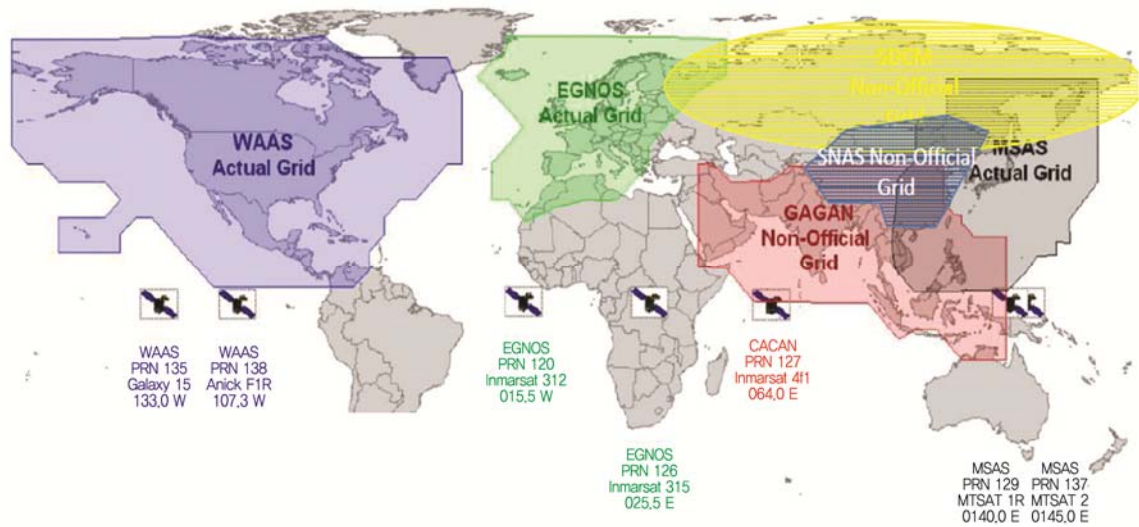 WAAS
Actual Grid
EGNOS
Actual Grid
SDCM
Non-Official
Grid
SNAS Non-Official
Grid
MSAS
Actual Grid
GAGAN
Non-Official
Grid
WAAS
PRN 135
Galaxy 15
133,0 W
WAAS
PRN 138
Anick F1R
107,3 W
EGNOS
PRN 120
Inmarsat 312
015,5 W
EGNOS
PRN 126
Inmarsat 315
025,5 E
CACAN
PRN 127
Inmarsat 4f1
064,0 E
MSAS
PRN 129
MTSAT 1R
0140,0 E
MSAS
PRN 137
MTSAT 2
0145,0 E